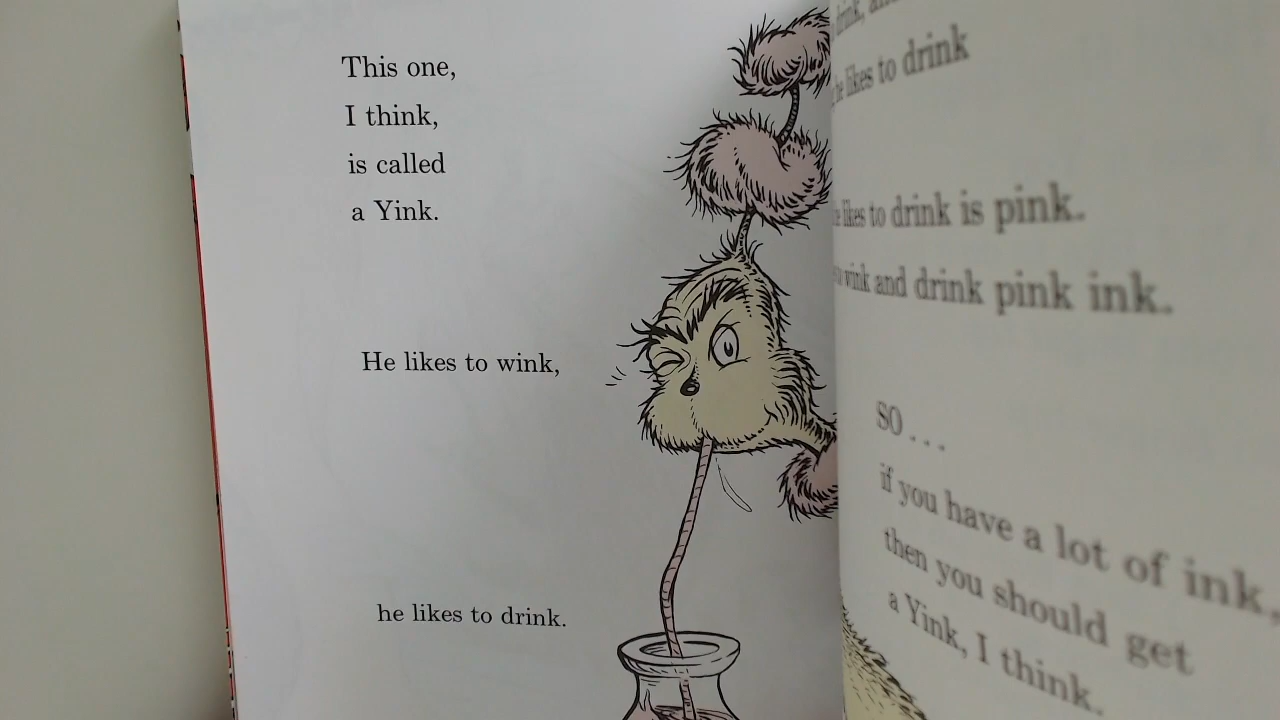 This one,
I think,
is called
a Yink.
He likes to wink,
he likes to drink.
drink,
he likes to drink
likes to drink is pink.
wink and drink pink ink.
SO...
if you have a lot of ink,
then you should get
a Yink, I think.